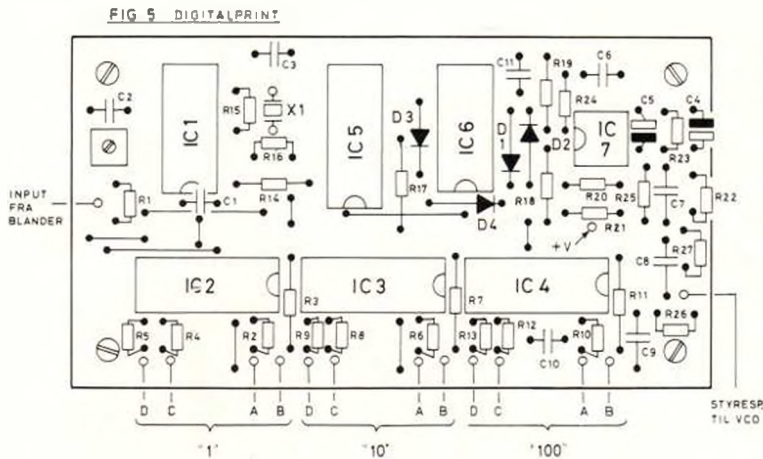 FIG 5 DIGITALPRINT
C3
C2
R15
X1
IC1
R16
R14
C1
R1
INPUT
FRA
BLANDER
IC5
D3
R17
IC6
D4
C11
D1
D2
R18
R19
R24
C6
IC7
C5
C4
R23
R20
R21
R25
C7
R22
+V
C8
R27
R26
C9
IC2
R3
IC3
R7
IC4
R11
R5
R4
R2
R9
R8
R6
R13
R12
C10
R10
D C A B D C A B D C A B
"1" "10" "100"
STYRESP,
TIL VCO